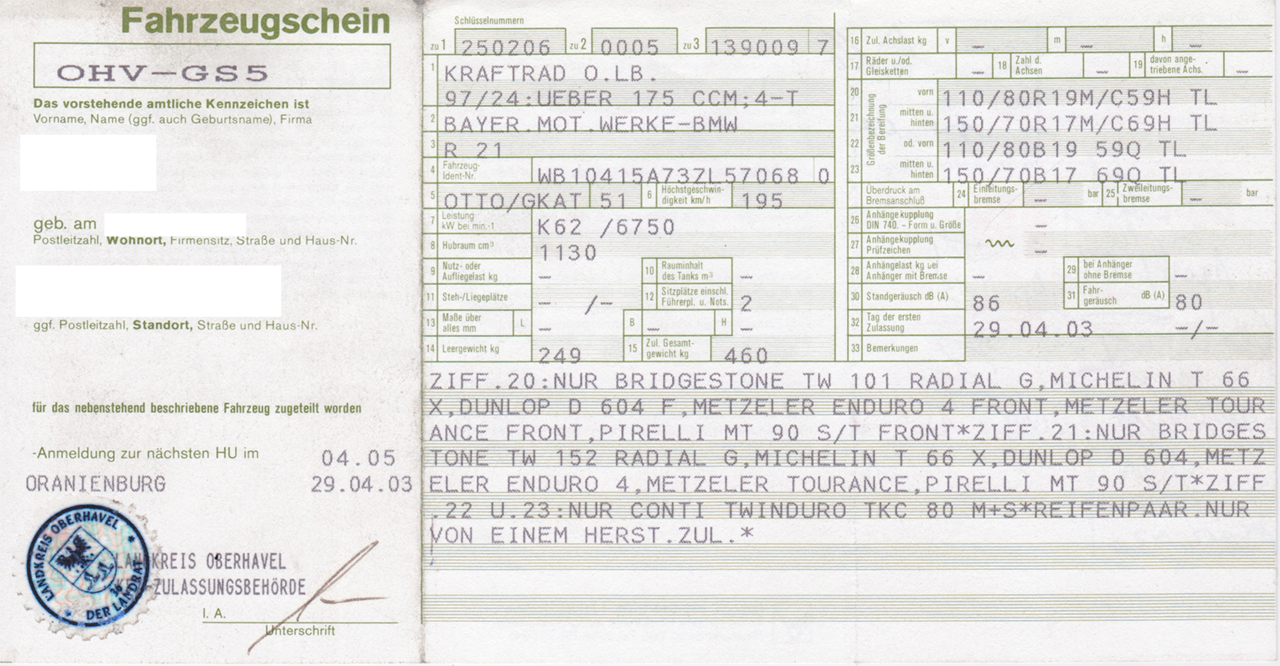 Fahrzeugschein
OHV-GS5
Das vorstehende amtliche Kennzeichen ist
Vorname, Name (ggf. auch Geburtsname), Firma
geb. am
Postleitzahl, Wohnort, Firmensitz, Straße und Haus-Nr.
ggf. Postleitzahl, Standort, Straße und Haus-Nr.
für das nebenstehend beschriebene Fahrzeug zugeteilt worden
-Anmeldung zur nächsten HU im 04.05
ORANIENBURG 29.04.03
LANDKREIS OBERHAVEL
DER LANDRAT
LANDKREIS OBERHAVEL
KFZ-ZULASSUNGSBEHÖRDE
I. A.
Unterschrift
Schlüsselnummern
zu 1 250206 zu 2 0005 zu 3 139009 7
1 KRAFTRAD O.LB.
97/24:UEBER 175 CCM;4-T
2 BAYER.MOT.WERKE-BMW
3 R 21
4 Fahrzeug-Ident-Nr. WB10415A73ZL57068 0
5 OTTO/GKAT 51 6 Höchstgeschwindigkeit km/h 195
7 Leistung kW bei min.-1 K62 /6750
8 Hubraum cm³ 1130
9 Nutz- oder Aufliegelast kg — 10 Rauminhalt des Tanks m³ —
11 Steh-/Liegeplätze — /— 12 Sitzplätze einschl. Führerpl. u. Nots. 2
13 Maße über alles mm L — B — H —
14 Leergewicht kg 249 15 Zul. Gesamtgewicht kg 460
16 Zul. Achslast kg v — m — h —
17 Räder u./od. Gleisketten — 18 Zahl d. Achsen — 19 davon angetriebene Achs. —
Größenbezeichnung der Bereifung
20 vorn 110/80R19M/C59H TL
21 mitten u. hinten 150/70R17M/C69H TL
22 od. vorn 110/80B19 59Q TL
23 mitten u. hinten 150/70B17 69Q TL
Überdruck am Bremsanschluß 24 Einleitungsbremse — bar 25 Zweileitungsbremse — bar
26 Anhängekupplung DIN 740. - Form u. Größe —
27 Anhängekupplung Prüfzeichen —
28 Anhängelast kg bei Anhänger mit Bremse — 29 bei Anhänger ohne Bremse —
30 Standgeräusch dB (A) 86 31 Fahrgeräusch dB (A) 80
32 Tag der ersten Zulassung 29.04.03 —/—
33 Bemerkungen
ZIFF.20:NUR BRIDGESTONE TW 101 RADIAL G,MICHELIN T 66
X,DUNLOP D 604 F,METZELER ENDURO 4 FRONT,METZELER TOUR
ANCE FRONT,PIRELLI MT 90 S/T FRONT*ZIFF.21:NUR BRIDGES
TONE TW 152 RADIAL G,MICHELIN T 66 X,DUNLOP D 604,METZ
ELER ENDURO 4,METZELER TOURANCE,PIRELLI MT 90 S/T*ZIFF
.22 U.23:NUR CONTI TWINDURO TKC 80 M+S*REIFENPAAR.NUR
VON EINEM HERST.ZUL.*